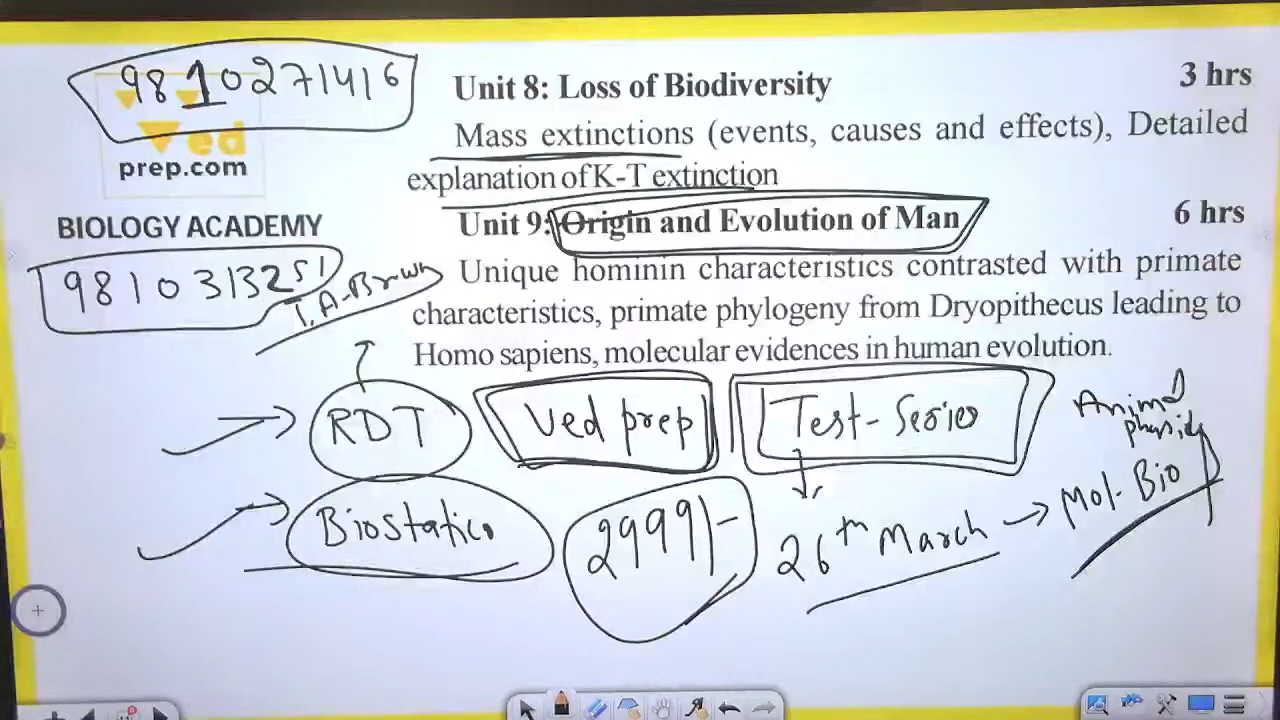 9810271416
Ved
prep.com
BIOLOGY ACADEMY
9810313251
T.A. Brown
Unit 8: Loss of Biodiversity 3 hrs
Mass extinctions (events, causes and effects), Detailed
explanation of K-T extinction
Unit 9: Origin and Evolution of Man 6 hrs
Unique hominin characteristics contrasted with primate
characteristics, primate phylogeny from Dryopithecus leading to
Homo sapiens, molecular evidences in human evolution.
RDT
Ved prep
Test-Series
Animal
Biostatics
2999/-
26th March
Mol-Bio